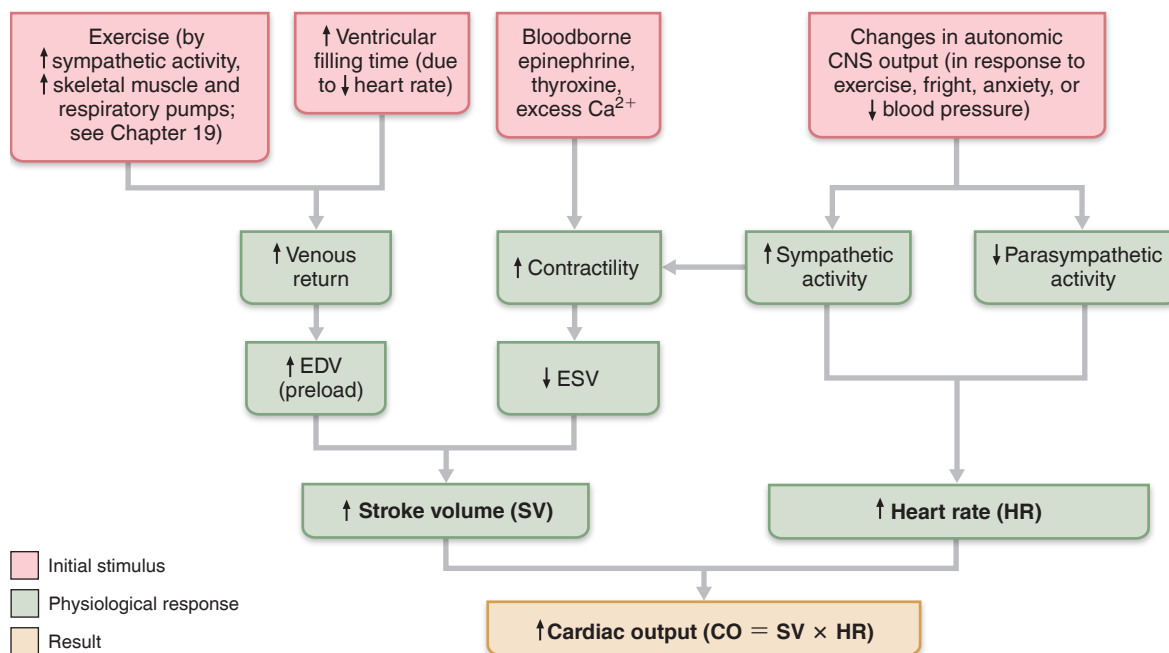 Exercise (by
↑ sympathetic activity,
↑ skeletal muscle and
respiratory pumps;
see Chapter 19)
↑ Ventricular
filling time (due
to ↓ heart rate)
Bloodborne
epinephrine,
thyroxine,
excess Ca²⁺
Changes in autonomic
CNS output (in response to
exercise, fright, anxiety, or
↓ blood pressure)
↑ Venous
return
↑ Contractility
↑ Sympathetic
activity
↓ Parasympathetic
activity
↑ EDV
(preload)
↓ ESV
↑ Stroke volume (SV)
↑ Heart rate (HR)
Initial stimulus
Physiological response
Result
↑ Cardiac output (CO = SV × HR)